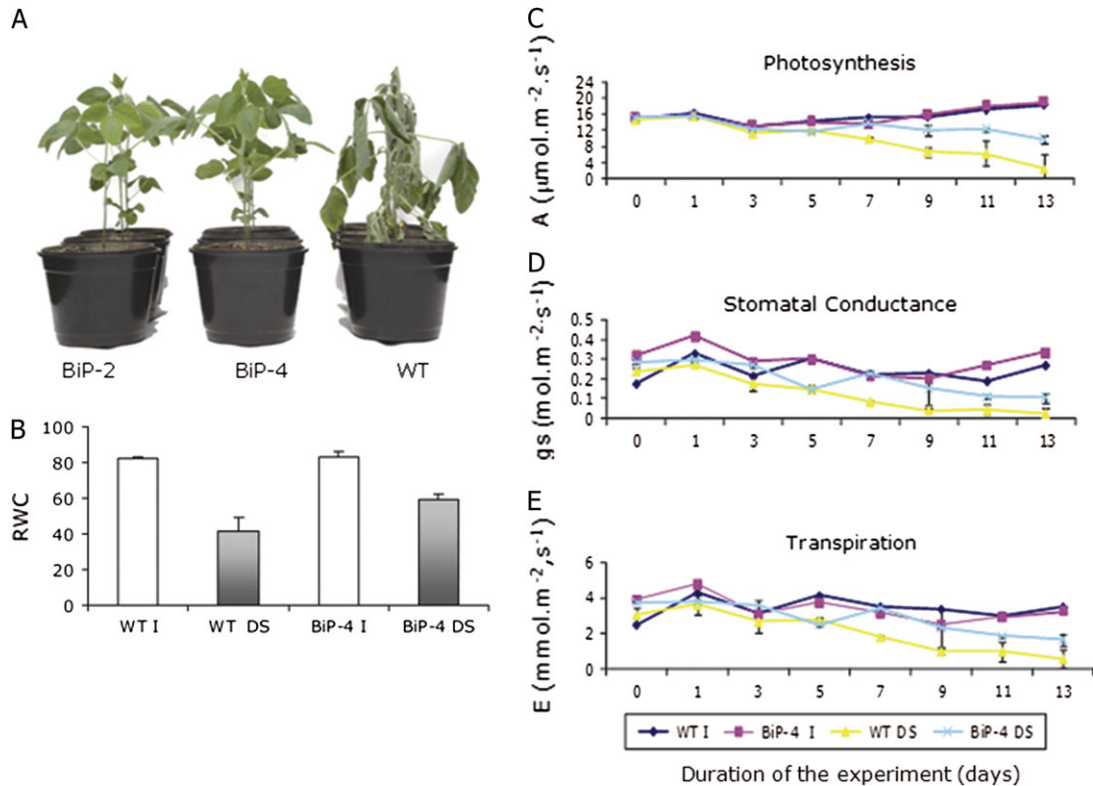 A
BiP-2 BiP-4 WT
B
RWC
100
80
60
40
20
0
WT I WT DS BiP-4 I BiP-4 DS
C
Photosynthesis
A (μmol.m⁻².s⁻¹)
24
20
16
12
8
4
0
0 1 3 5 7 9 11 13
D
Stomatal Conductance
gs (mol.m⁻².s⁻¹)
0.5
0.4
0.3
0.2
0.1
0
0 1 3 5 7 9 11 13
E
Transpiration
E (mmol.m⁻²,s⁻¹)
6
4
2
0
0 1 3 5 7 9 11 13
WT I BiP-4 I WT DS BiP-4 DS
Duration of the experiment (days)